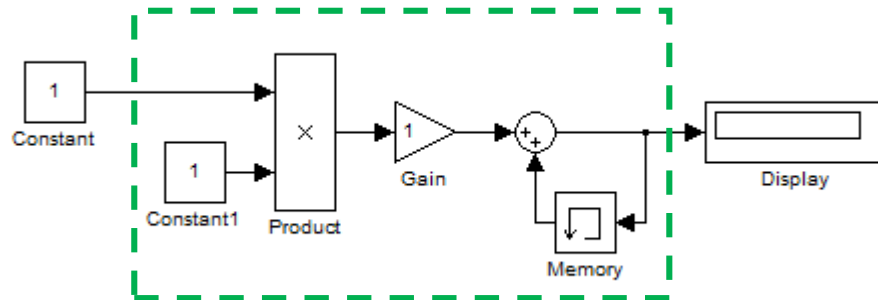 1
Constant
1
Constant1
×
Product
1
Gain
+
+
Memory
Display